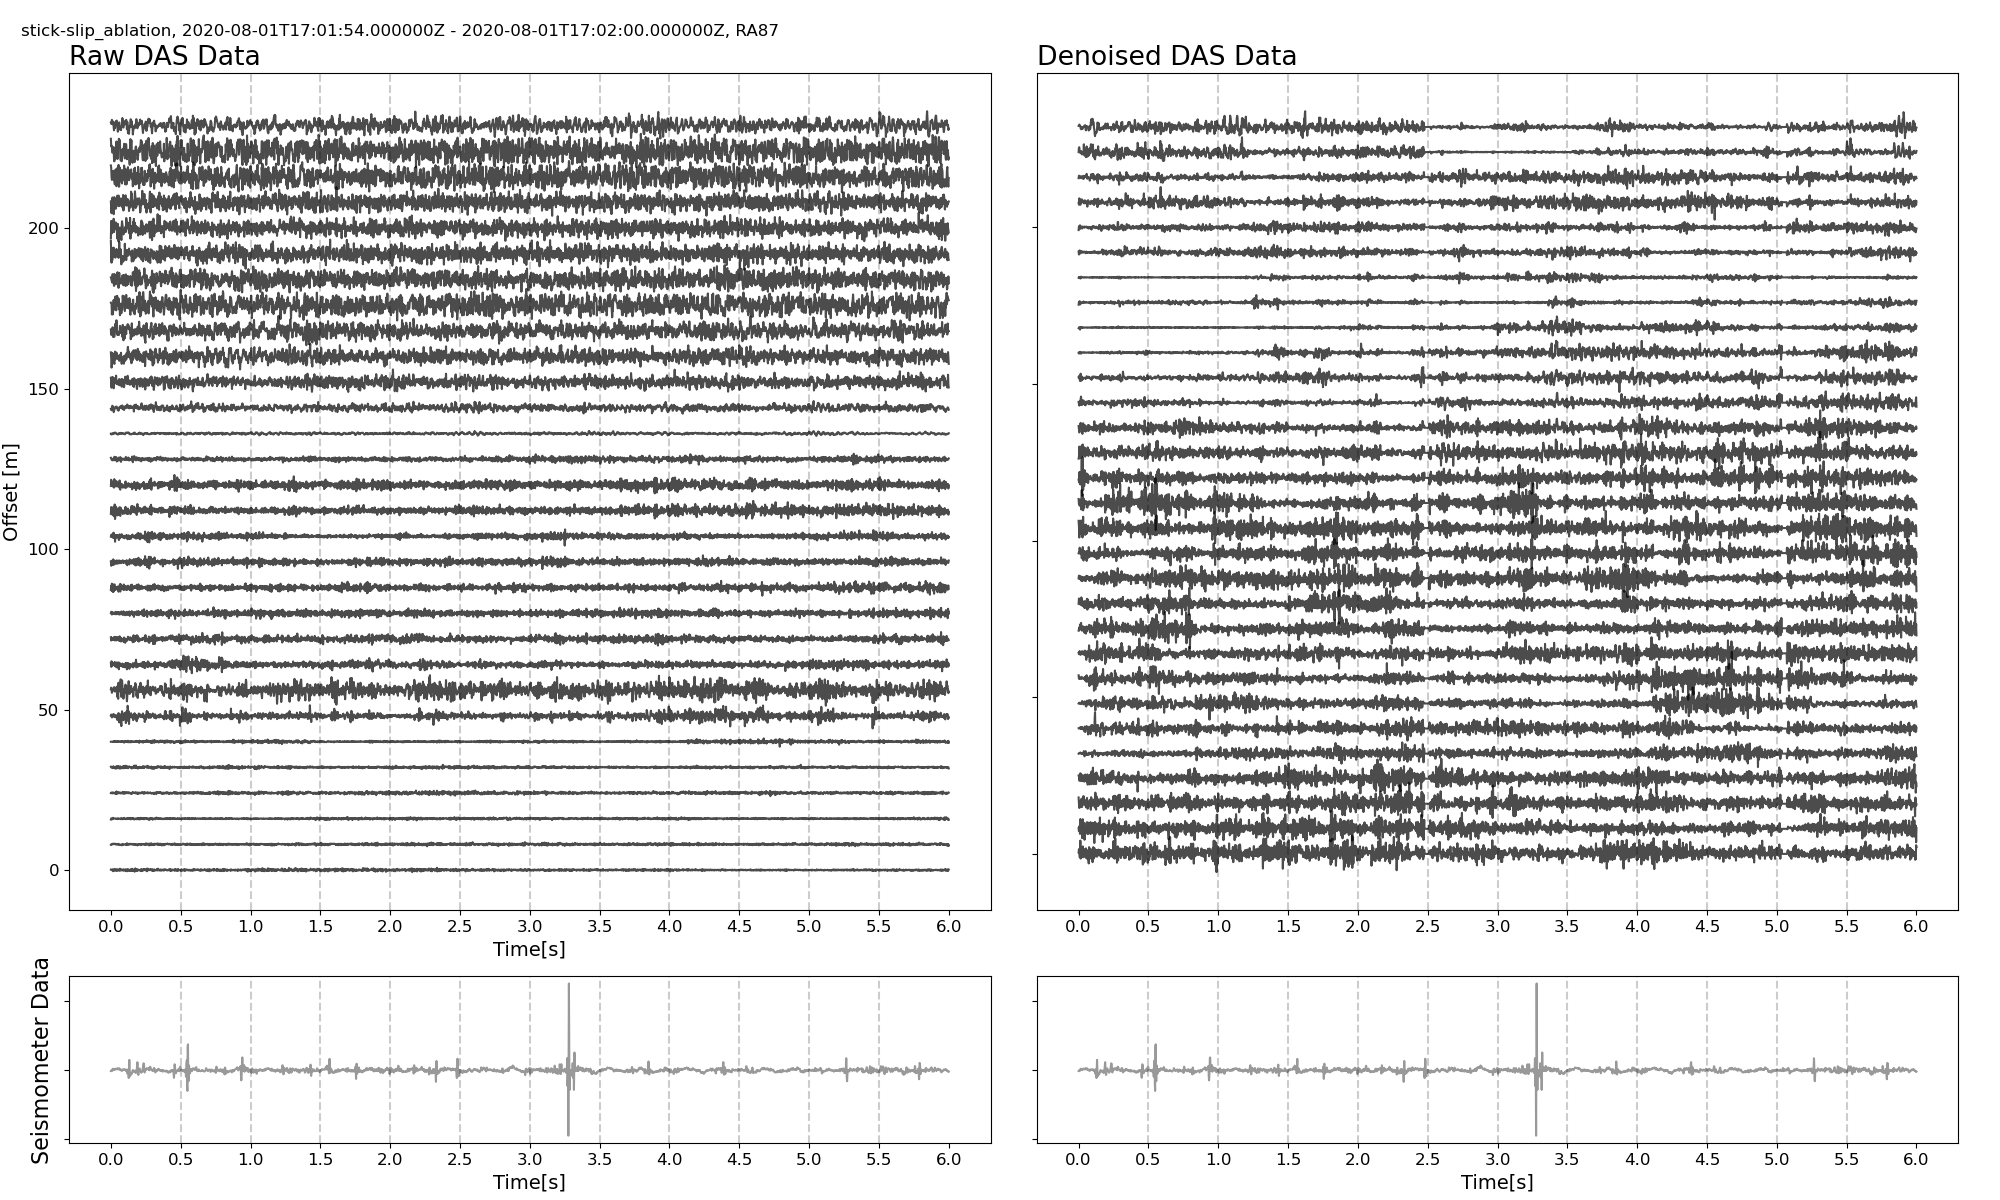 stick-slip_ablation, 2020-08-01T17:01:54.000000Z - 2020-08-01T17:02:00.000000Z, RA87
Raw DAS Data
Denoised DAS Data
Offset [m]
200
150
100
50
0
0.0 0.5 1.0 1.5 2.0 2.5 3.0 3.5 4.0 4.5 5.0 5.5 6.0
Time[s]
0.0 0.5 1.0 1.5 2.0 2.5 3.0 3.5 4.0 4.5 5.0 5.5 6.0
Seismometer Data
0.0 0.5 1.0 1.5 2.0 2.5 3.0 3.5 4.0 4.5 5.0 5.5 6.0
Time[s]
0.0 0.5 1.0 1.5 2.0 2.5 3.0 3.5 4.0 4.5 5.0 5.5 6.0
Time[s]